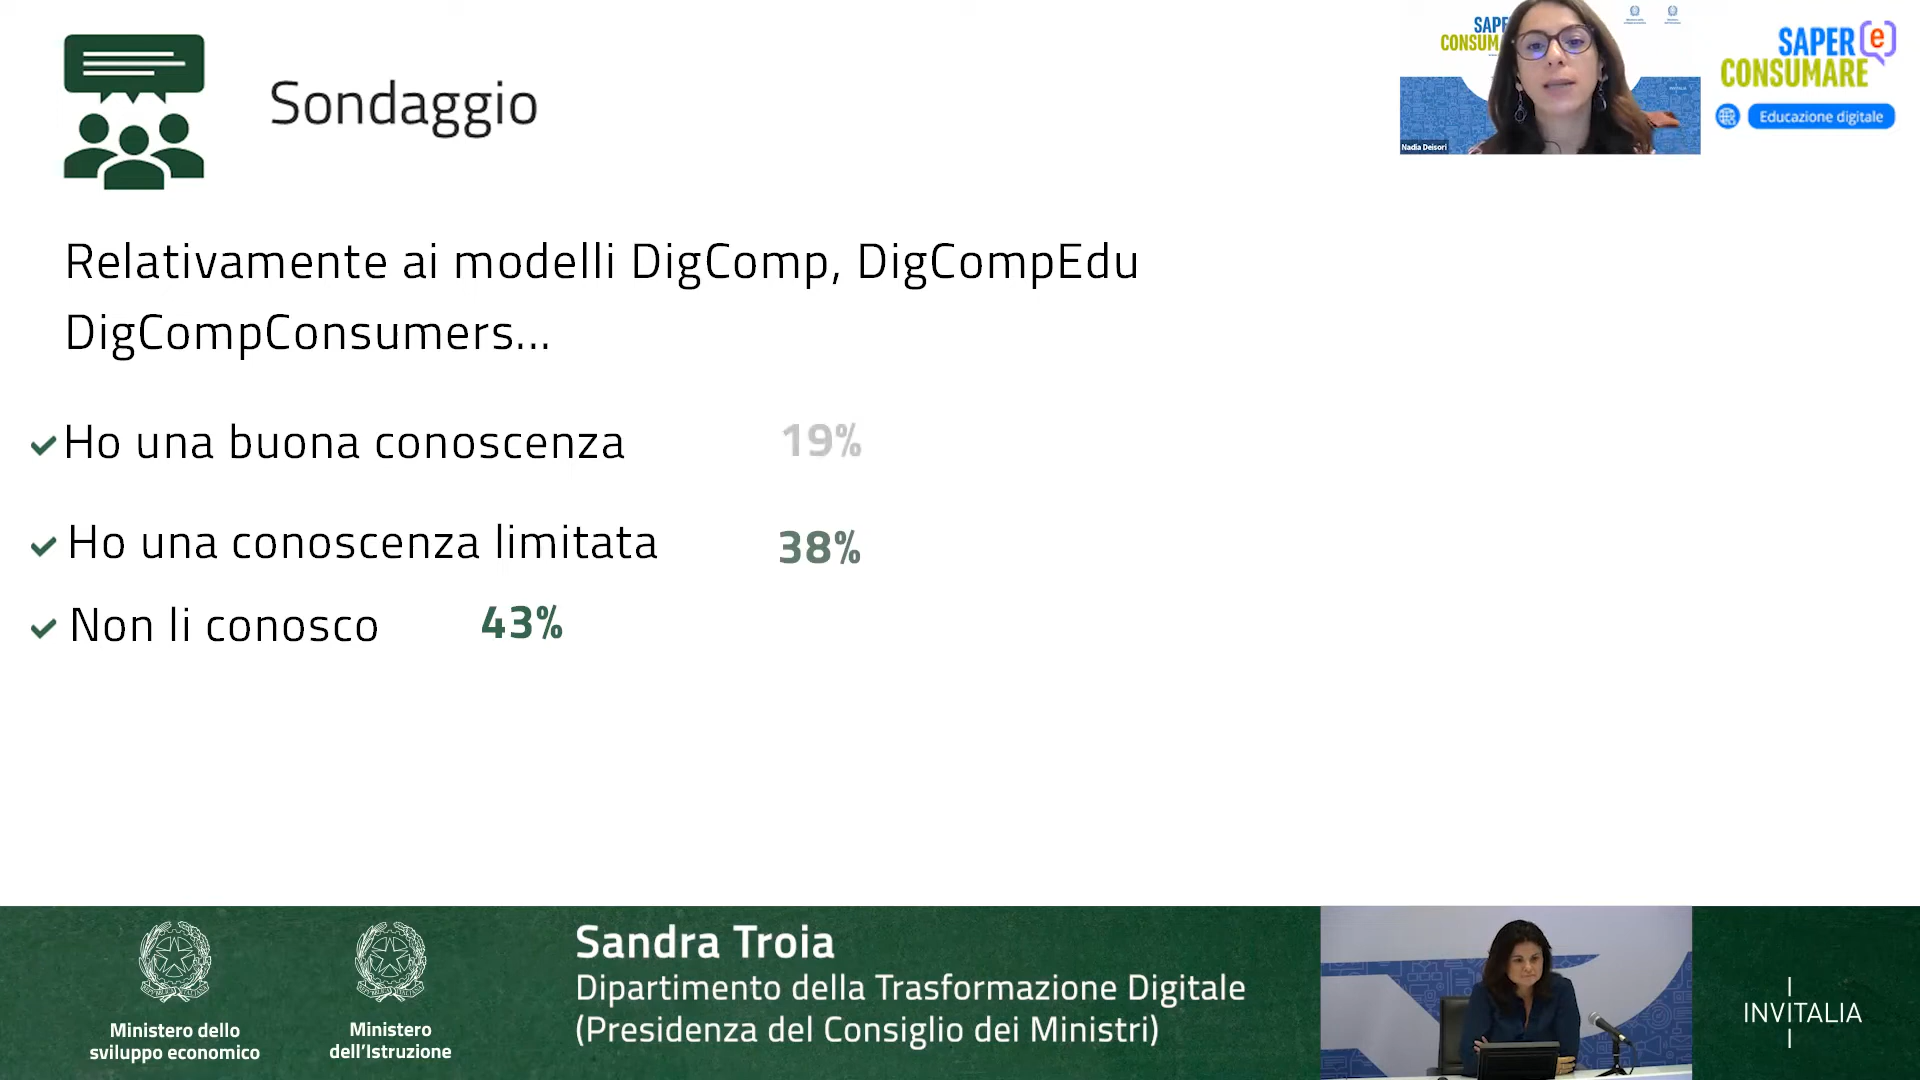 Sondaggio
SAPER
CONSUM
Nadia Deisori
SAPER e
CONSUMARE
Educazione digitale
Relativamente ai modelli DigComp, DigCompEdu
DigCompConsumers...
Ho una buona conoscenza 19%
Ho una conoscenza limitata 38%
Non li conosco 43%
Ministero dello
sviluppo economico
Ministero
dell'Istruzione
Sandra Troia
Dipartimento della Trasformazione Digitale
(Presidenza del Consiglio dei Ministri)
INVITALIA